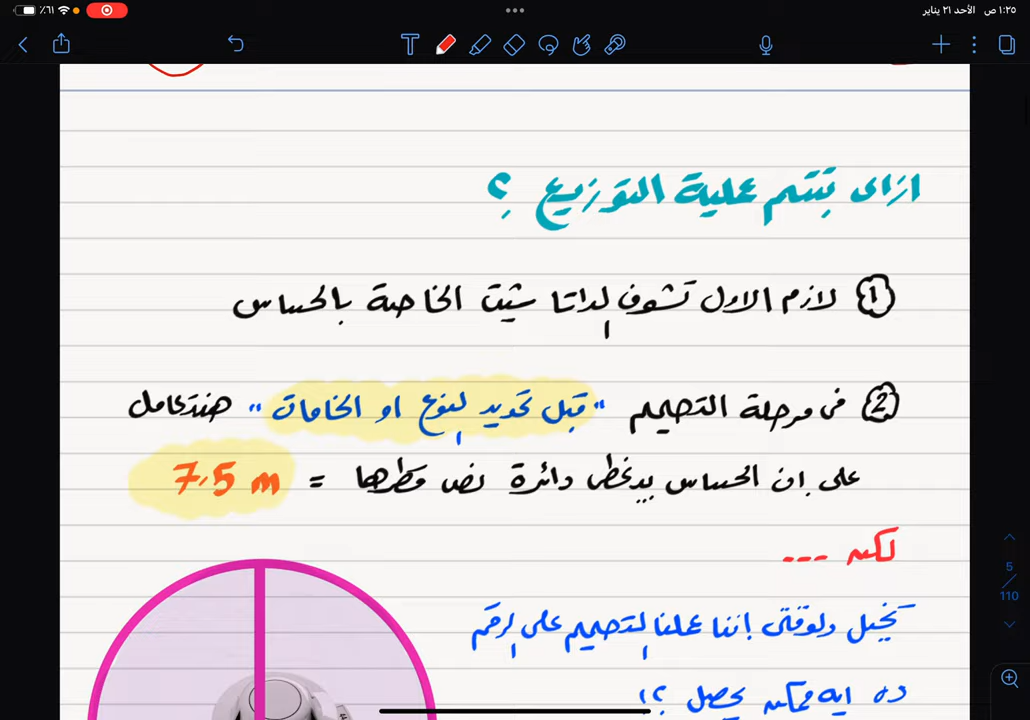 ١:٣٥ ص الأحد ٢١ يناير
٦١٪
ازاى بتتم عملية التوزيع ؟
① لازم الاول تشوف الداتا شيت الخاصة بالحساس
② فى مرحلة التصميم "قبل تحديد النوع او الخامات" هنتعامل
على ان الحساس بيغطى دائرة نص قطرها = 7.5 m
لكن ...
تخيل دلوقتى اننا عملنا التصميم على الرقم
ده ايه ممكن يحصل ؟!
5
110